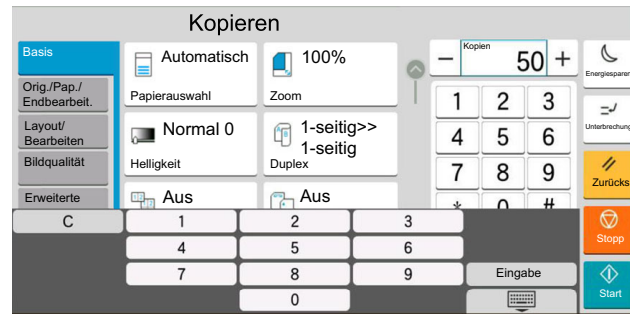 Kopieren
Basis
Orig./Pap./
Endbearbeit.
Layout/
Bearbeiten
Bildqualität
Erweiterte
Automatisch
Papierauswahl
100%
Zoom
Normal 0
Helligkeit
1-seitig>>
1-seitig
Duplex
Aus
Aus
Kopien
− 50 +
1 2 3
4 5 6
7 8 9
* 0 #
Energiesparen
Unterbrechung
Zurücks
Stopp
Start
C 1 2 3
4 5 6
7 8 9 Eingabe
0